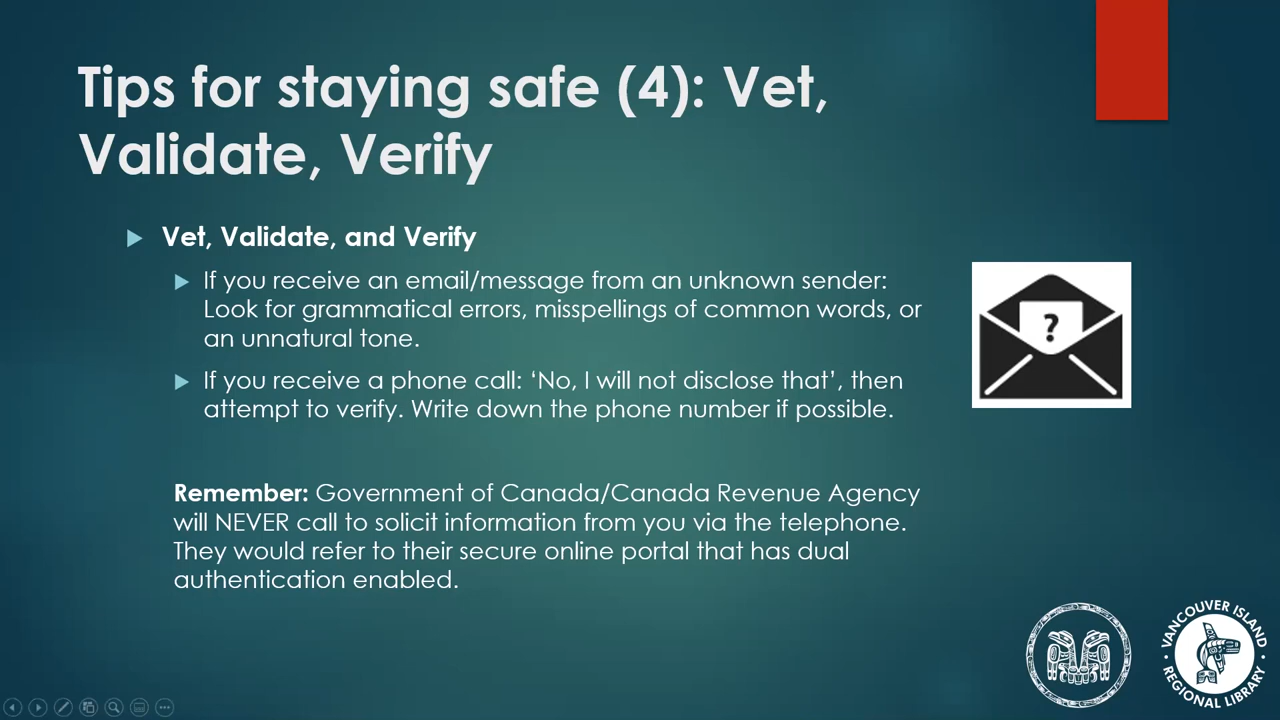 Tips for staying safe (4): Vet,
Validate, Verify
Vet, Validate, and Verify
If you receive an email/message from an unknown sender:
Look for grammatical errors, misspellings of common words, or
an unnatural tone.
If you receive a phone call: ‘No, I will not disclose that’, then
attempt to verify. Write down the phone number if possible.
?
Remember: Government of Canada/Canada Revenue Agency
will NEVER call to solicit information from you via the telephone.
They would refer to their secure online portal that has dual
authentication enabled.
VANCOUVER ISLAND
REGIONAL LIBRARY